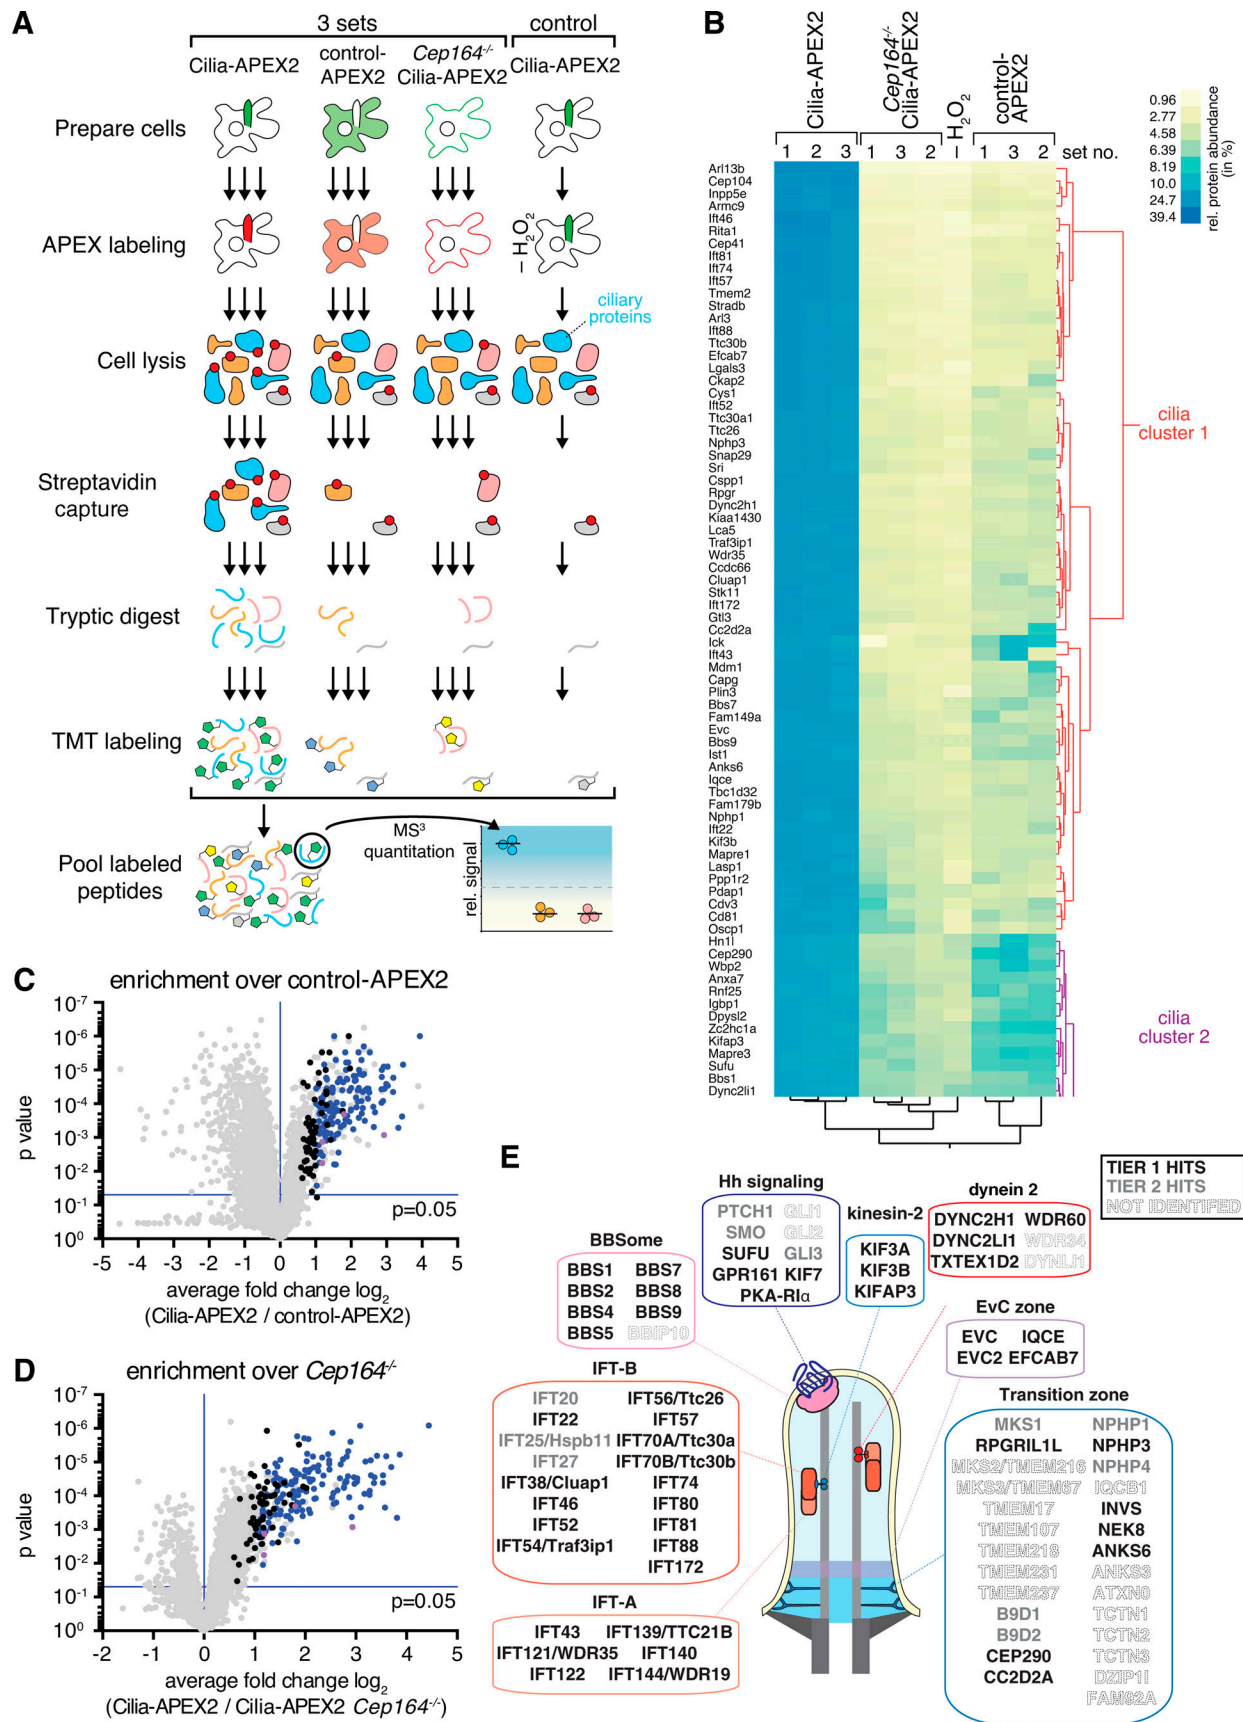 A
3 sets
control
Cilia-APEX2
control-
APEX2
Cep164-/-
Cilia-APEX2
Cilia-APEX2
Prepare cells
APEX labeling
– H2O2
ciliary
proteins
Cell lysis
Streptavidin
capture
Tryptic digest
TMT labeling
Pool labeled
peptides
MS3
quantitation
rel. signal
B
Cilia-APEX2
Cep164-/-
Cilia-APEX2
– H2O2
control-
APEX2
1 2 3 1 3 2 1 3 2 set no.
0.96
2.77
4.58
6.39
8.19
10.0
24.7
39.4
rel. protein abundance
(in %)
Arl13b
Cep104
Inpp5e
Armc9
Ift46
Rita1
Cep41
Ift81
Ift74
Ift57
Tmem2
Stradb
Arl3
Ift88
Ttc30b
Efcab7
Lgals3
Ckap2
Cys1
Ift52
Ttc30a1
Ttc26
Nphp3
Snap29
Sri
Cspp1
Rpgr
Dync2h1
Kiaa1430
Lca5
Traf3ip1
Wdr35
Ccdc66
Cluap1
Stk11
Ift172
Gtl3
Cc2d2a
Ick
Ift43
Mdm1
Capg
Plin3
Bbs7
Fam149a
Evc
Bbs9
Ist1
Anks6
Iqce
Tbc1d32
Fam179b
Nphp1
Ift22
Kif3b
Mapre1
Lasp1
Ppp1r2
Pdap1
Cdv3
Cd81
Oscp1
Hn1l
Cep290
Wbp2
Anxa7
Rnf25
Igbp1
Dpysl2
Zc2hc1a
Kifap3
Mapre3
Sufu
Bbs1
Dync2li1
cilia
cluster 1
cilia
cluster 2
C
enrichment over control-APEX2
10-7
10-6
10-5
10-4
10-3
10-2
10-1
100
p value
p=0.05
-5 -4 -3 -2 -1 0 1 2 3 4 5
average fold change log2
(Cilia-APEX2 / control-APEX2)
D
enrichment over Cep164-/-
10-7
10-6
10-5
10-4
10-3
10-2
10-1
100
p value
p=0.05
-2 -1 0 1 2 3 4 5
average fold change log2
(Cilia-APEX2 / Cilia-APEX2 Cep164-/-)
E
TIER 1 HITS
TIER 2 HITS
NOT IDENTIFED
Hh signaling
PTCH1 GLI1
SMO GLI2
SUFU GLI3
GPR161 KIF7
PKA-RIα
kinesin-2
KIF3A
KIF3B
KIFAP3
dynein 2
DYNC2H1 WDR60
DYNC2LI1 WDR34
TXTEX1D2 DYNLI1
BBSome
BBS1 BBS7
BBS2 BBS8
BBS4 BBS9
BBS5 BBIP10
EvC zone
EVC IQCE
EVC2 EFCAB7
IFT-B
IFT20 IFT56/Ttc26
IFT22 IFT57
IFT25/Hspb11 IFT70A/Ttc30a
IFT27 IFT70B/Ttc30b
IFT38/Cluap1 IFT74
IFT46 IFT80
IFT52 IFT81
IFT54/Traf3ip1 IFT88
IFT172
IFT-A
IFT43 IFT139/TTC21B
IFT121/WDR35 IFT140
IFT122 IFT144/WDR19
Transition zone
MKS1 NPHP1
RPGRIL1L NPHP3
MKS2/TMEM216 NPHP4
MKS3/TMEM67 IQCB1
TMEM17 INVS
TMEM107 NEK8
TMEM218 ANKS6
TMEM231 ANKS3
TMEM237 ATXN0
B9D1 TCTN1
B9D2 TCTN2
CEP290 TCTN3
CC2D2A DZIP1l
FAM92A